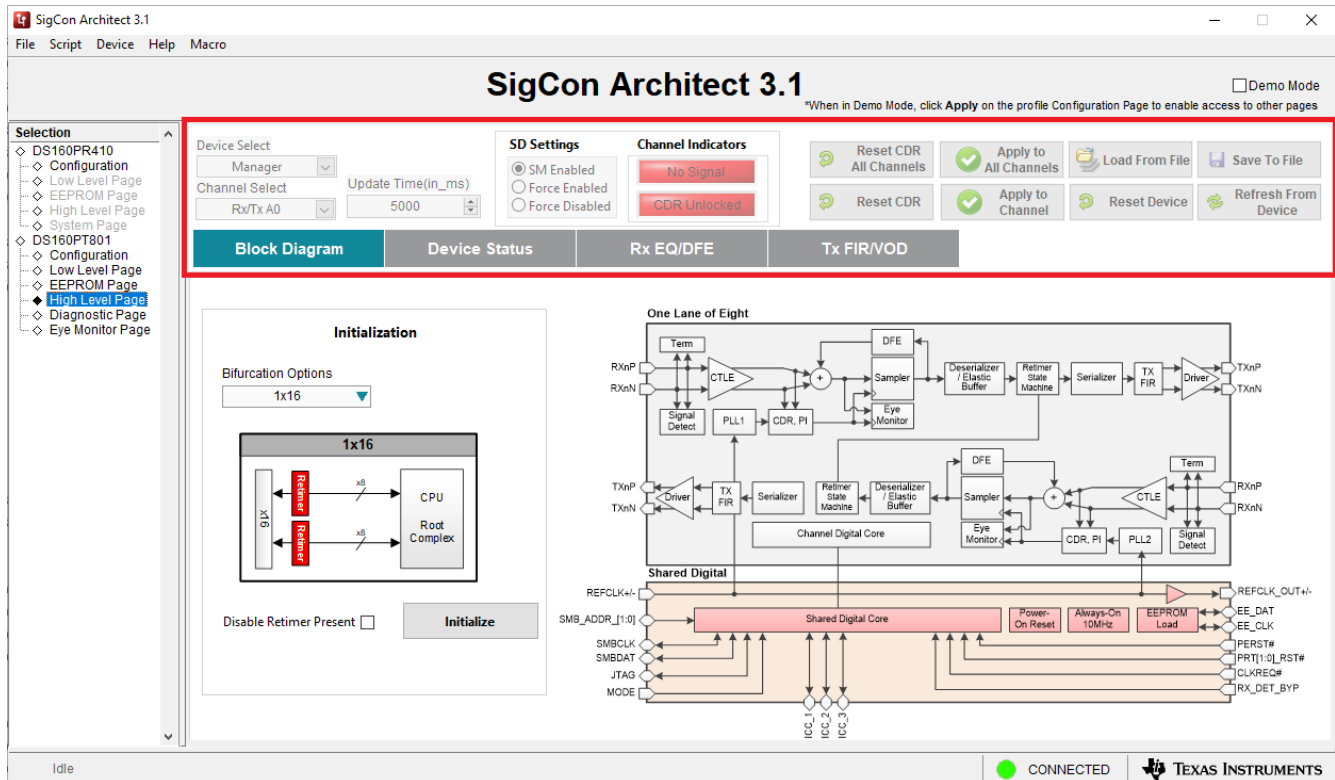 SigCon Architect 3.1
File Script Device Help Macro
SigCon Architect 3.1
Demo Mode
*When in Demo Mode, click Apply on the profile Configuration Page to enable access to other pages
Selection
DS160PR410
Configuration
Low Level Page
EEPROM Page
High Level Page
System Page
DS160PT801
Configuration
Low Level Page
EEPROM Page
High Level Page
Diagnostic Page
Eye Monitor Page
Device Select
Manager
Channel Select
Rx/Tx A0
Update Time(in_ms)
5000
SD Settings
SM Enabled
Force Enabled
Force Disabled
Channel Indicators
No Signal
CDR Unlocked
Reset CDR
All Channels
Apply to
All Channels
Load From File
Save To File
Reset CDR
Apply to
Channel
Reset Device
Refresh From
Device
Block Diagram
Device Status
Rx EQ/DFE
Tx FIR/VOD
Initialization
Bifurcation Options
1x16
1x16
x16
Retimer
x8
Retimer
x8
CPU
Root
Complex
Disable Retimer Present
Initialize
One Lane of Eight
RXnP
RXnN
Term
CTLE
Signal
Detect
PLL1
CDR, PI
+
DFE
Sampler
Eye
Monitor
Deserializer
/ Elastic
Buffer
Retimer
State
Machine
Serializer
TX
FIR
Driver
TXnP
TXnN
TXnP
TXnN
Driver
TX
FIR
Serializer
Retimer
State
Machine
Deserializer
/ Elastic
Buffer
DFE
Sampler
Eye
Monitor
+
CDR, PI
PLL2
CTLE
Term
Signal
Detect
RXnP
RXnN
Channel Digital Core
Shared Digital
REFCLK+/-
SMB_ADDR_[1:0]
SMBCLK
SMBDAT
JTAG
MODE
Shared Digital Core
Power-
On Reset
Always-On
10MHz
EEPROM
Load
REFCLK_OUT+/-
EE_DAT
EE_CLK
PERST#
PRT[1:0]_RST#
CLKREQ#
RX_DET_BYP
ICC_1
ICC_2
ICC_3
Idle
CONNECTED
TEXAS INSTRUMENTS